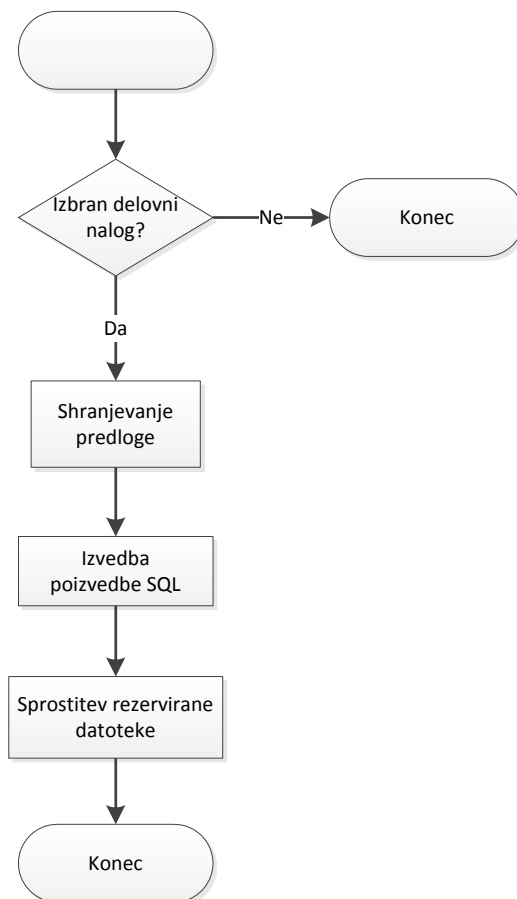 Izbran delovni
nalog?
Ne
Konec
Da
Shranjevanje
predloge
Izvedba
poizvedbe SQL
Sprostitev rezervirane
datoteke
Konec